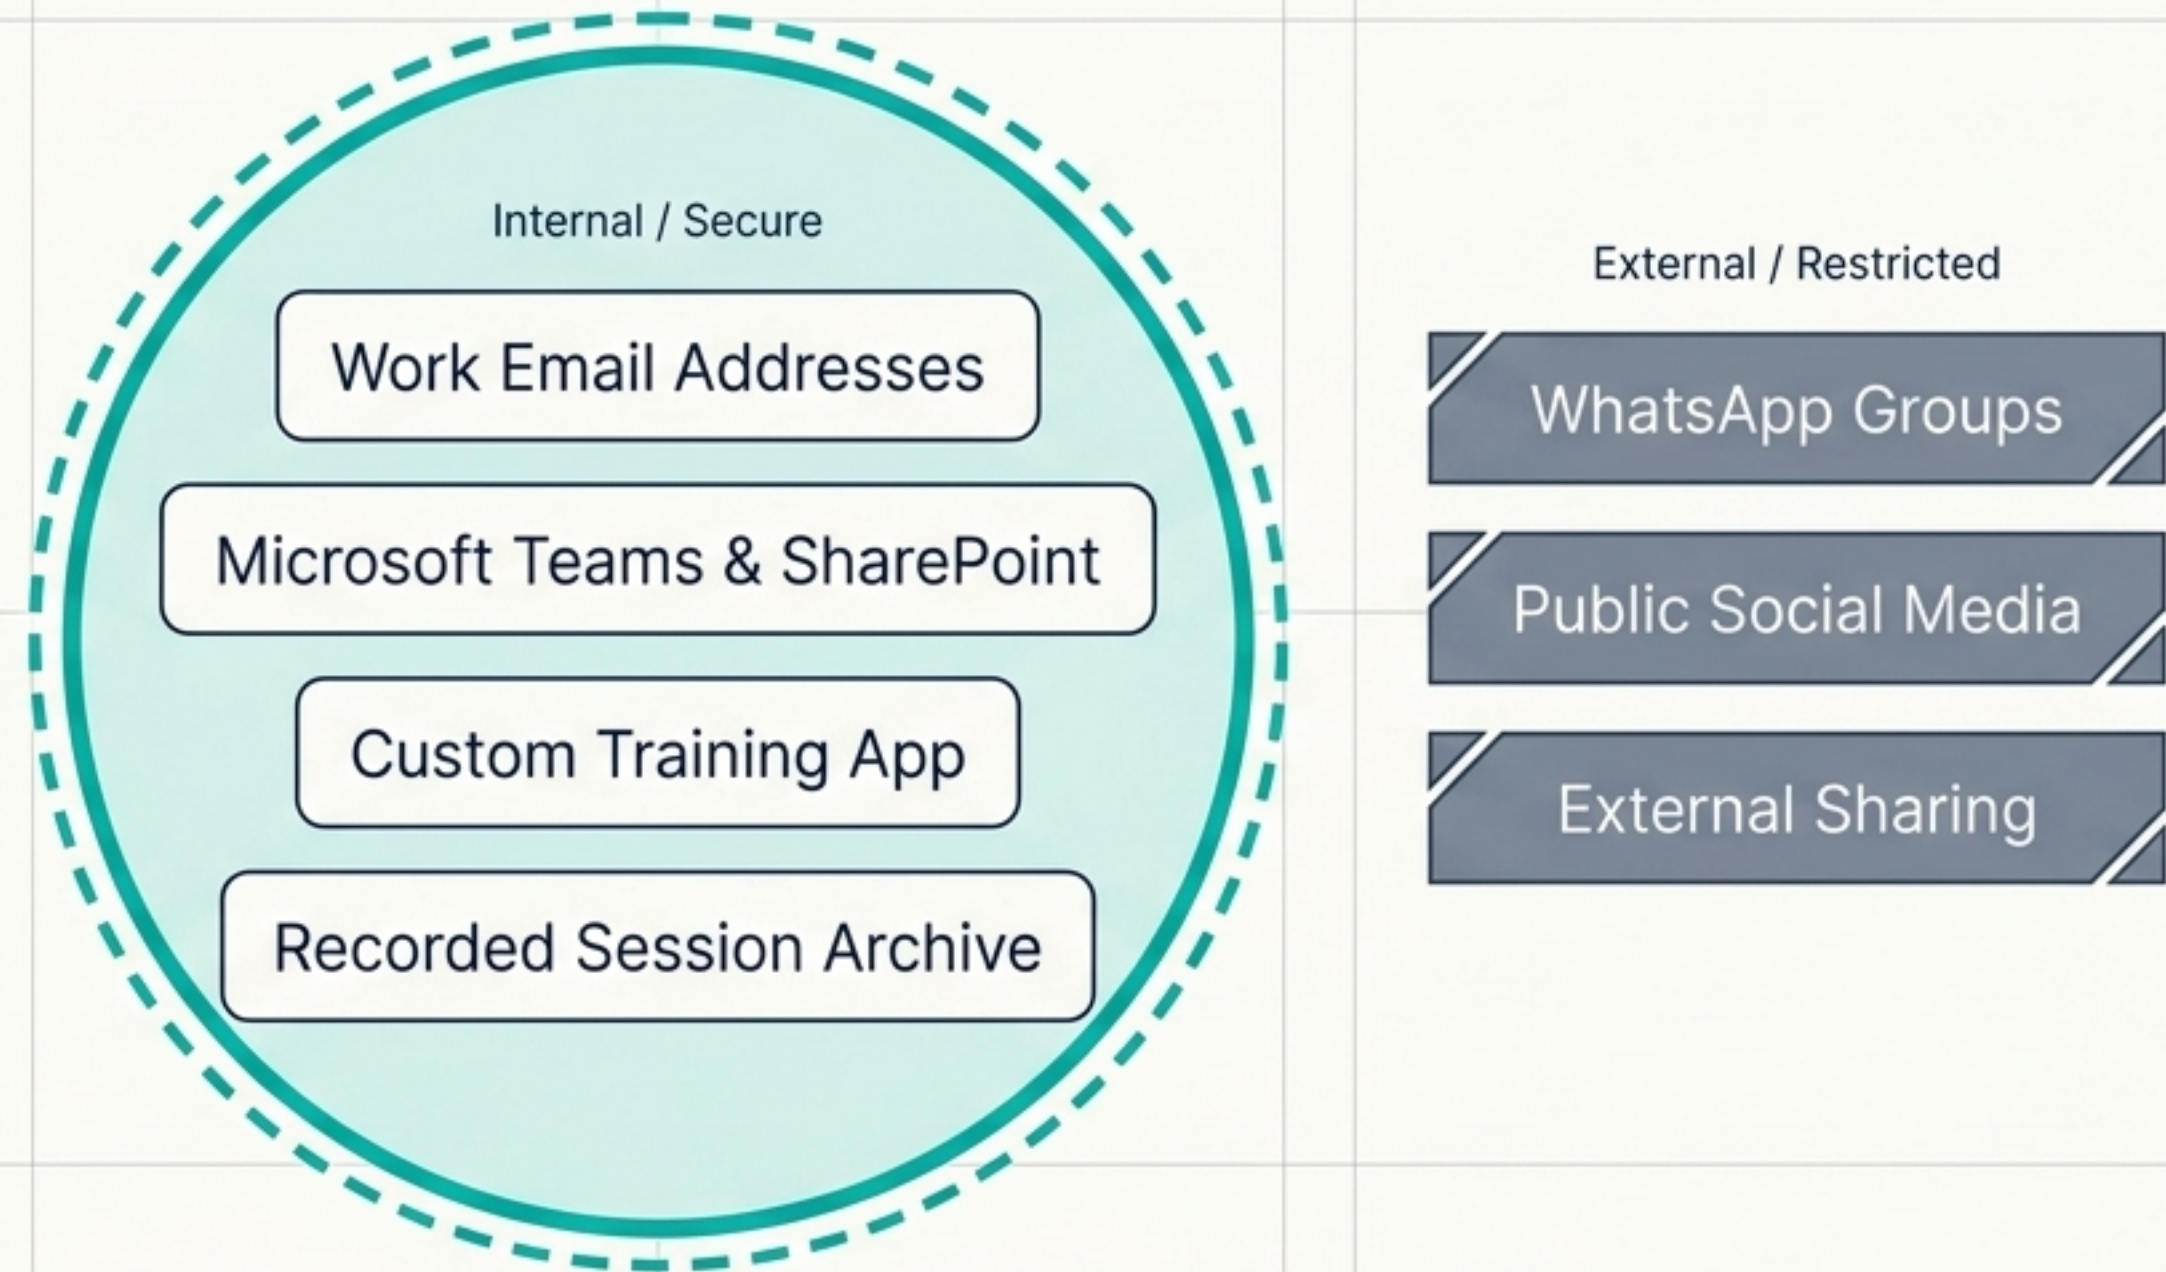 Internal / Secure
Work Email Addresses
Microsoft Teams & SharePoint
Custom Training App
Recorded Session Archive
External / Restricted
WhatsApp Groups
Public Social Media
External Sharing